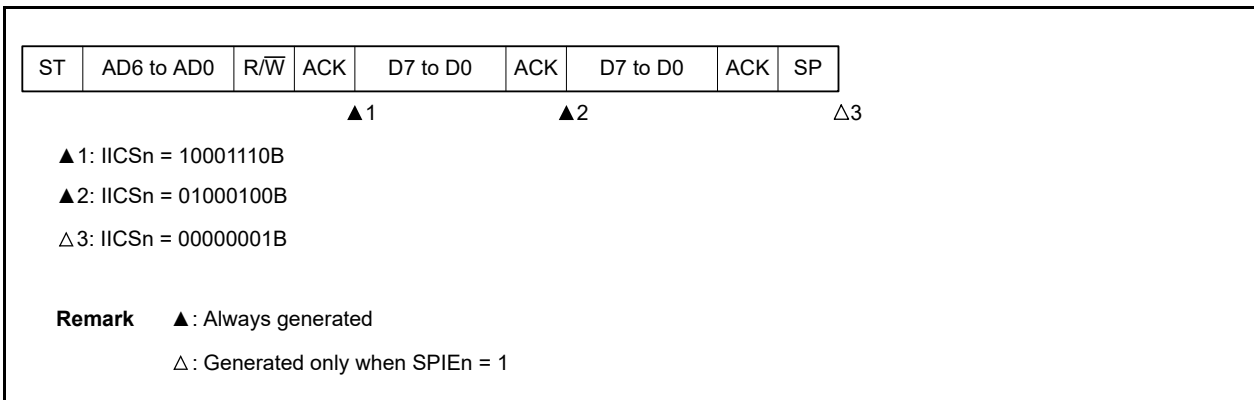 ST AD6 to AD0 R/W̅ ACK D7 to D0 ACK D7 to D0 ACK SP
▲1 ▲2 △3
▲1: IICSn = 10001110B
▲2: IICSn = 01000100B
△3: IICSn = 00000001B
Remark ▲: Always generated
△: Generated only when SPIEn = 1